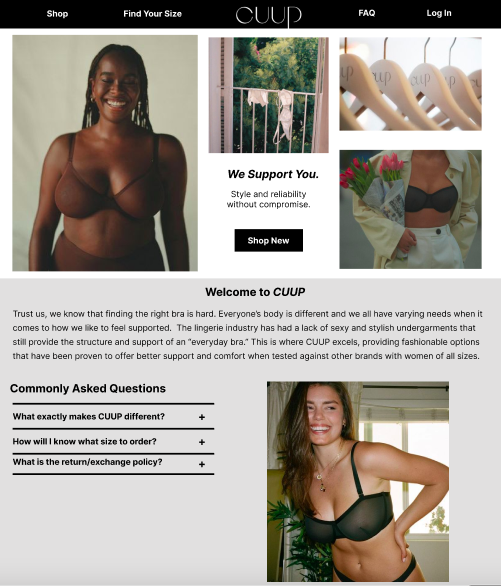 Shop Find Your Size CUUP FAQ Log In
cup cup cup cup
We Support You.
Style and reliability
without compromise.
Shop New
Welcome to CUUP
Trust us, we know that finding the right bra is hard. Everyone's body is different and we all have varying needs when it
comes to how we like to feel supported. The lingerie industry has had a lack of sexy and stylish undergarments that
still provide the structure and support of an “everyday bra.” This is where CUUP excels, providing fashionable options
that have been proven to offer better support and comfort when tested against other brands with women of all sizes.
Commonly Asked Questions
What exactly makes CUUP different? +
How will I know what size to order? +
What is the return/exchange policy? +